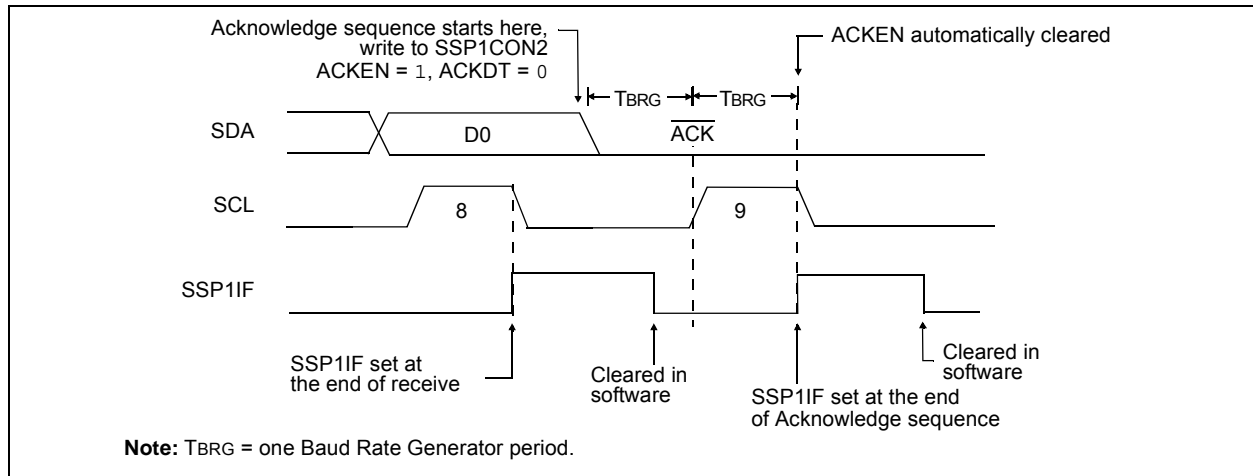 Acknowledge sequence starts here,
write to SSP1CON2
ACKEN = 1, ACKDT = 0
ACKEN automatically cleared
TBRG
TBRG
SDA
D0
ACK
SCL
8
9
SSP1IF
SSP1IF set at
the end of receive
Cleared in
software
SSP1IF set at the end
of Acknowledge sequence
Cleared in
software
Note: TBRG = one Baud Rate Generator period.